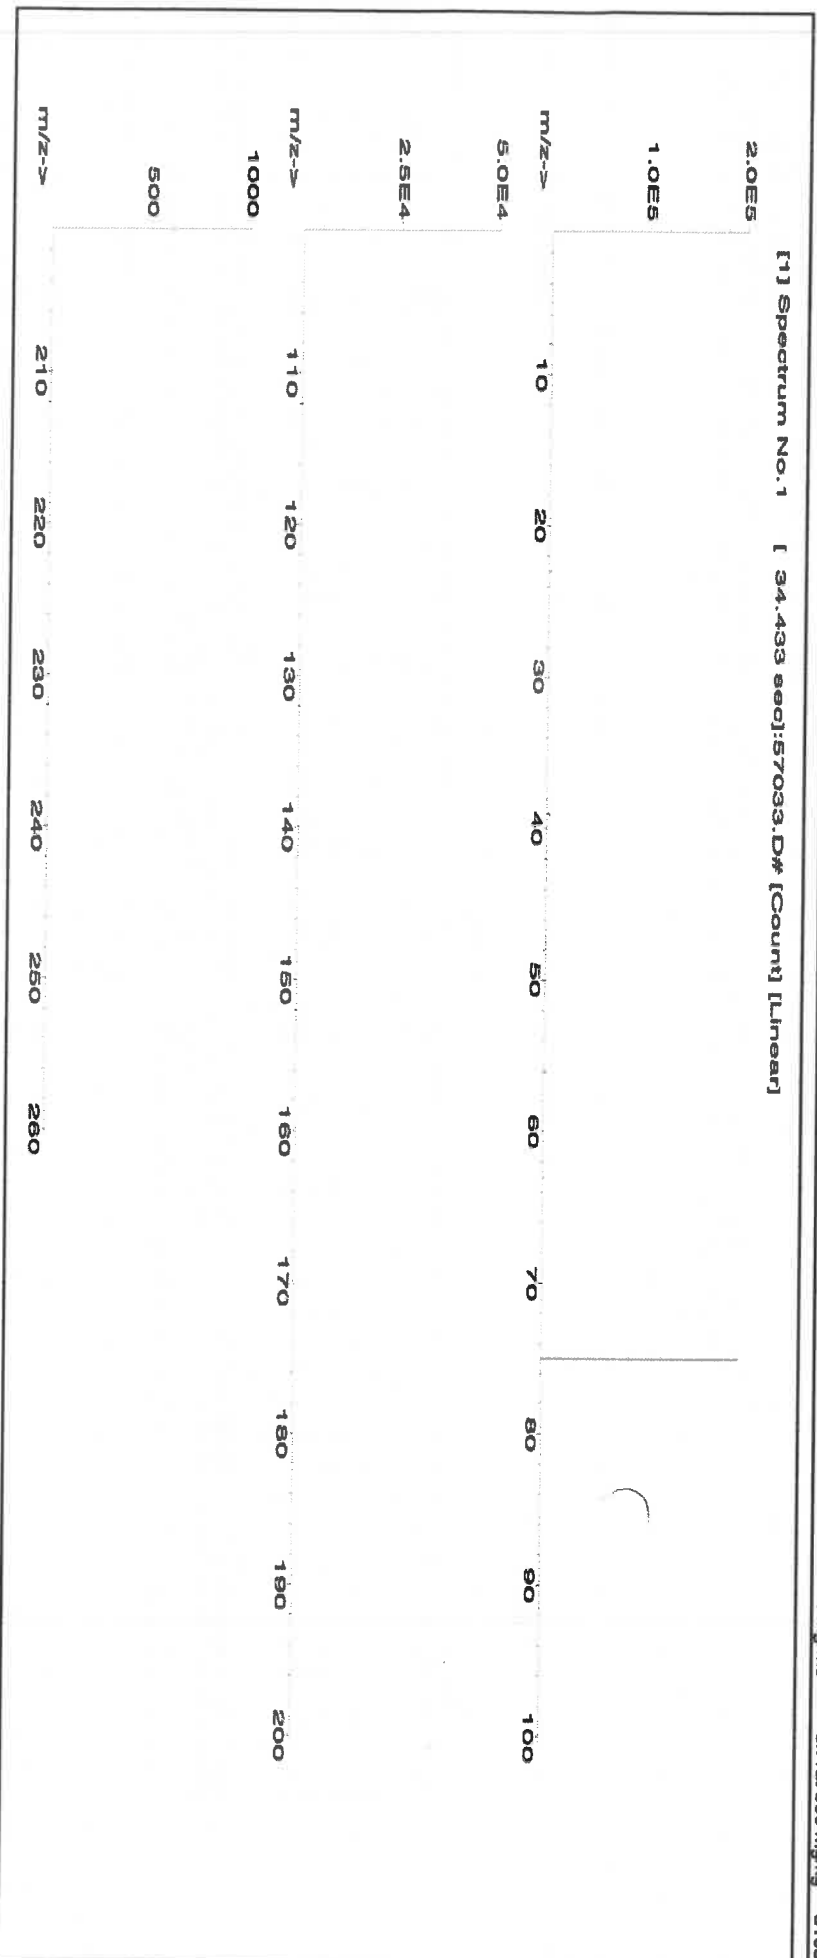 [1] Spectrum No.1 [ 34.433 sec]:57033.D# [Count] [Linear]
2.0E5
1.0E5
m/z-> 10 20 30 40 50 60 70 80 90 100
5.0E4
2.5E4
m/z-> 110 120 130 140 150 160 170 180 190 200
1000
500
m/z-> 210 220 230 240 250 260